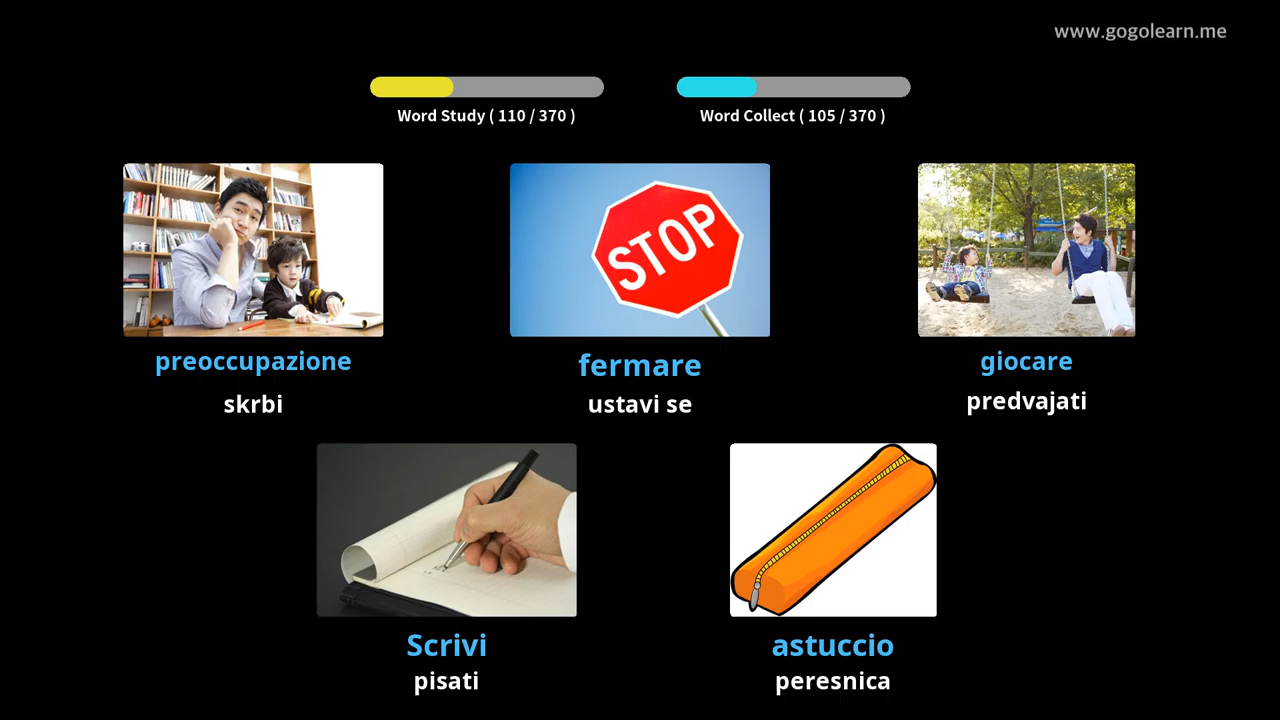 www.gogolearn.me
Word Study ( 110 / 370 )
Word Collect ( 105 / 370 )
STOP
preoccupazione
fermare
giocare
skrbi
ustavi se
predvajati
Scrivi
astuccio
pisati
peresnica